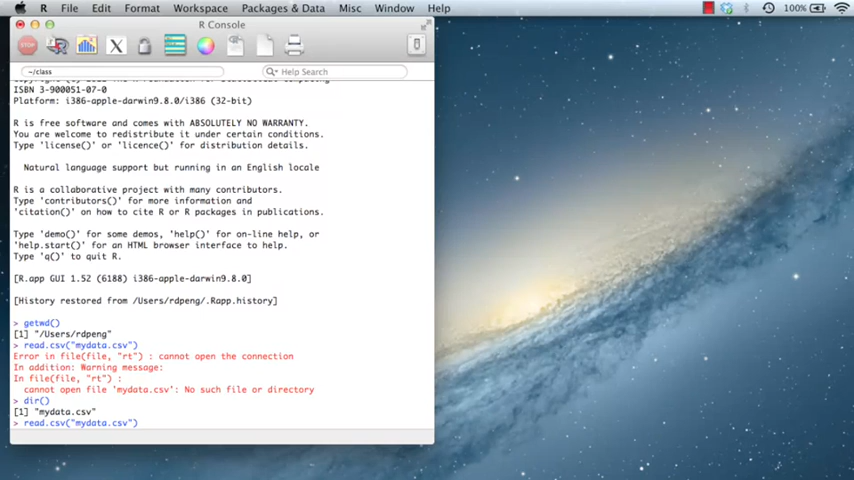 R File Edit Format Workspace Packages & Data Misc Window Help
100%
R Console
STOP
R
X
~/class
Help Search
ISBN 3-900051-07-0
Platform: i386-apple-darwin9.8.0/i386 (32-bit)
R is free software and comes with ABSOLUTELY NO WARRANTY.
You are welcome to redistribute it under certain conditions.
Type 'license()' or 'licence()' for distribution details.
Natural language support but running in an English locale
R is a collaborative project with many contributors.
Type 'contributors()' for more information and
'citation()' on how to cite R or R packages in publications.
Type 'demo()' for some demos, 'help()' for on-line help, or
'help.start()' for an HTML browser interface to help.
Type 'q()' to quit R.
[R.app GUI 1.52 (6188) i386-apple-darwin9.8.0]
[History restored from /Users/rdpeng/.Rapp.history]
> getwd()
[1] "/Users/rdpeng"
> read.csv("mydata.csv")
Error in file(file, "rt") : cannot open the connection
In addition: Warning message:
In file(file, "rt") :
cannot open file 'mydata.csv': No such file or directory
> dir()
[1] "mydata.csv"
> read.csv("mydata.csv")